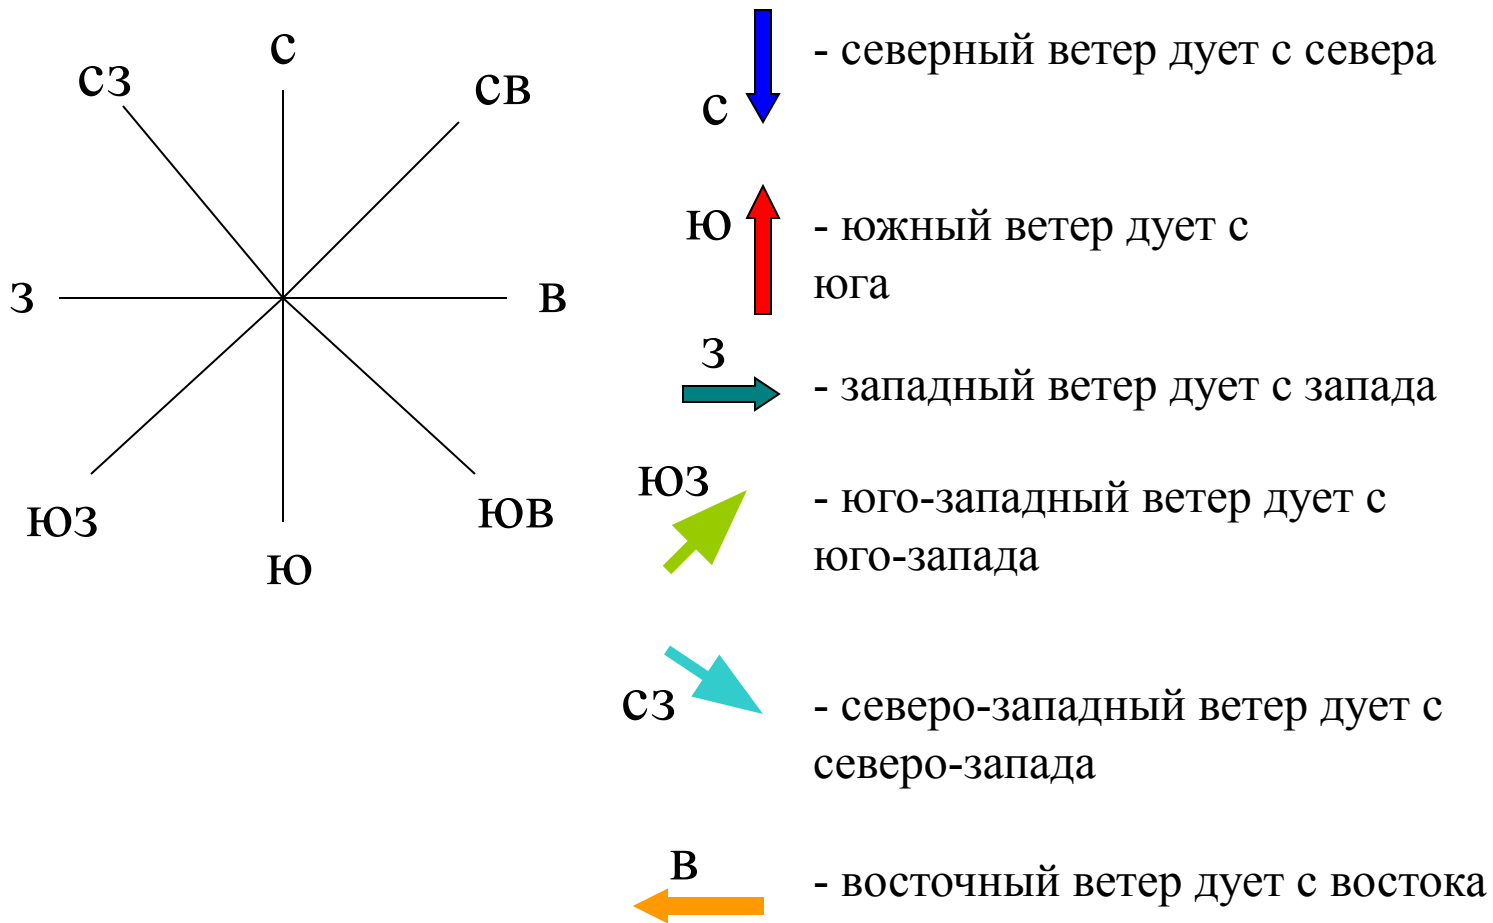 с
сз
св
з
в
юз
юв
ю
с
- северный ветер дует с севера
ю
- южный ветер дует с
юга
з
- западный ветер дует с запада
юз
- юго-западный ветер дует с
юго-запада
сз
- северо-западный ветер дует с
северо-запада
в
- восточный ветер дует с востока